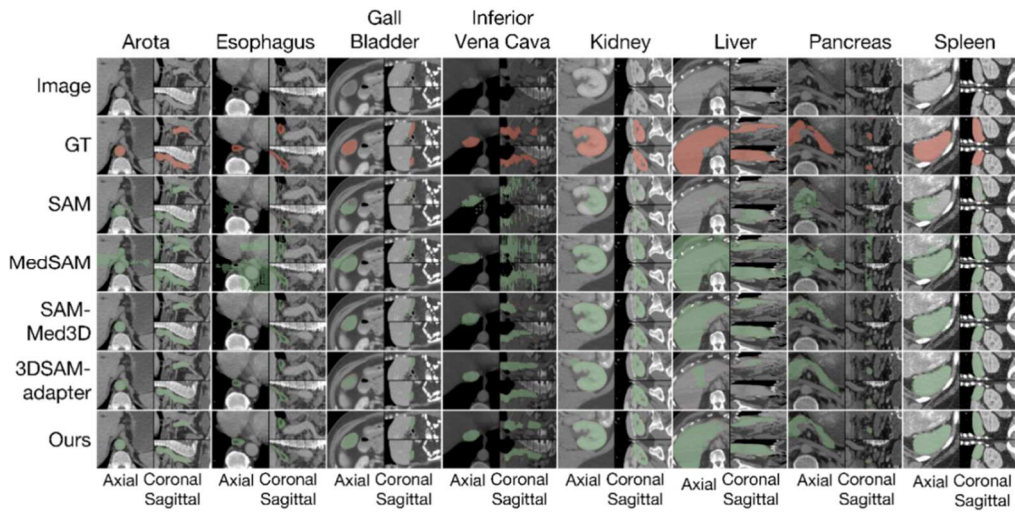 Gall Inferior
Arota Esophagus Bladder Vena Cava Kidney Liver Pancreas Spleen
Image
GT
SAM
MedSAM
SAM-
Med3D
3DSAM-
adapter
Ours
Axial Coronal Axial Coronal Axial Coronal Axial Coronal Axial Coronal Axial Coronal Axial Coronal Axial Coronal
Sagittal Sagittal Sagittal Sagittal Sagittal Sagittal Sagittal Sagittal